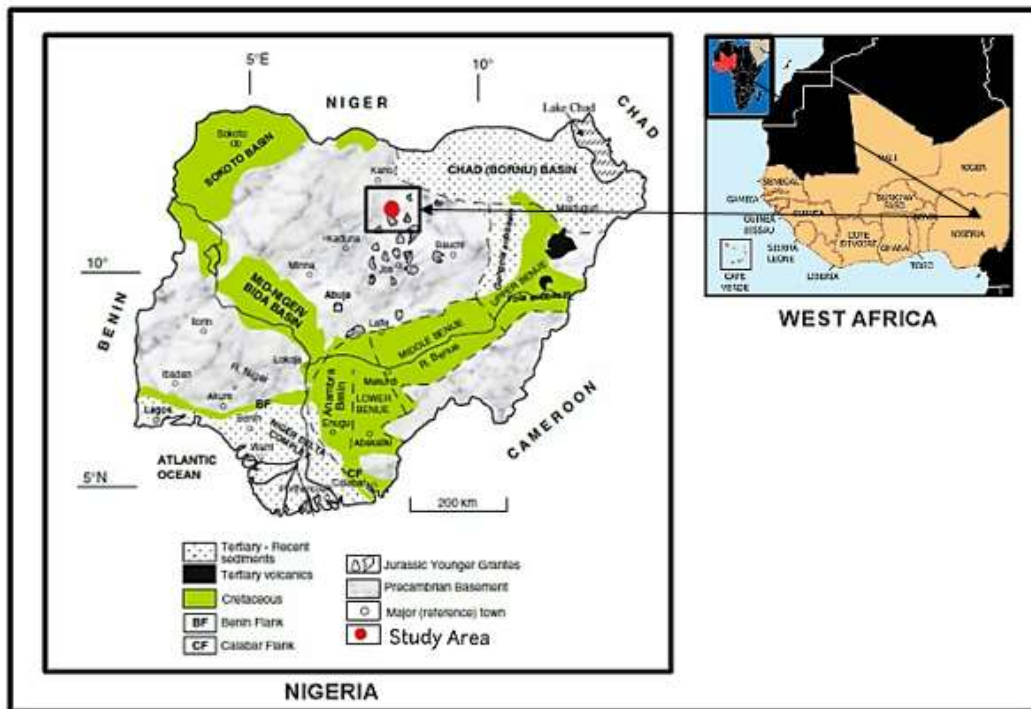 5°E
10°
NIGER
CHAD
Lake Chad
Sokoto
SOKOTO BASIN
CHAD (BORNU) BASIN
Kano
Maiduguri
Kaduna
Bauchi
Jos
Minna
10°
UPPER BENUE
MID-NIGER/
BIDA BASIN
Abuja
BENIN
Ilorin
Lafia
MIDDLE BENUE
R. Benue
Lokoja
Ibadan
R. Niger
Makurdi
Anambra
Basin
LOWER
BENUE
Akure
Lagos
BF
Benin
Enugu
Abakaliki
NIGER DELTA
COMPLEX
Warri
CAMEROON
ATLANTIC
OCEAN
CF
Calabar
5°N
200 km
Tertiary - Recent
sediments
Tertiary volcanics
Cretaceous
BF Benin Flank
CF Calabar Flank
Jurassic Younger Granites
Precambrian Basement
Major (reference) town
Study Area
NIGERIA
MALI
NIGER
SENEGAL
GAMBIA
GUINEA
BISSAU
GUINEA
BURKINA
FASO
BENIN
NIGERIA
SIERRA
LEONE
COTE
D'IVOIRE
GHANA
TOGO
LIBERIA
CAPE
VERDE
WEST AFRICA